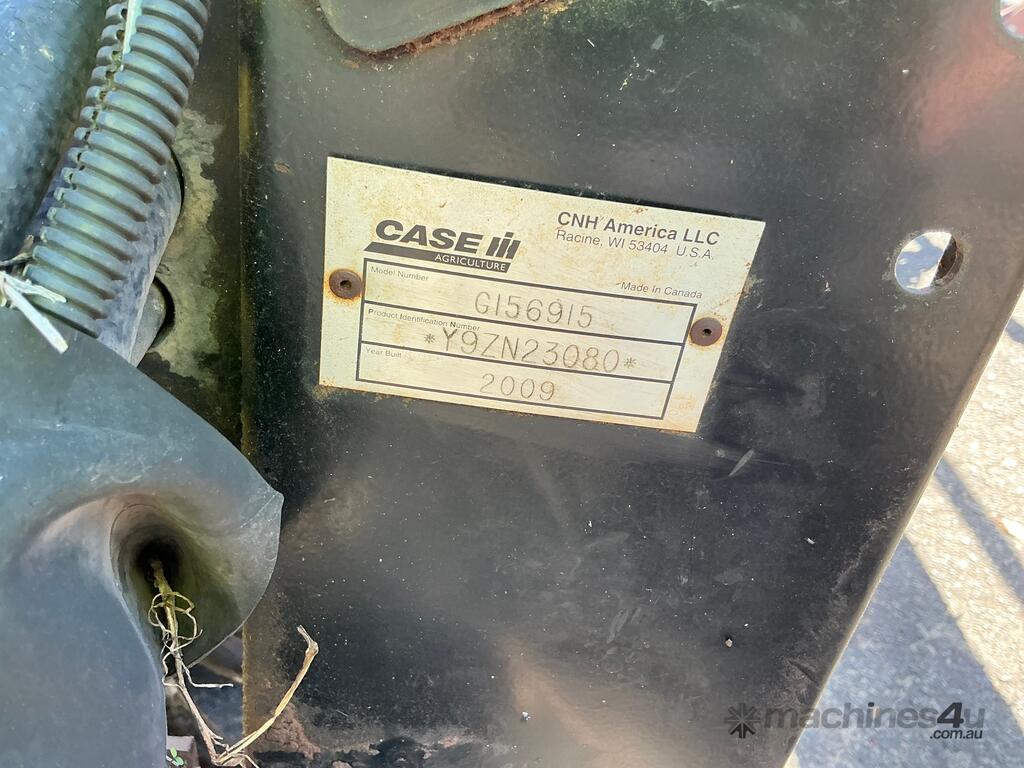 CASE IH
AGRICULTURE
CNH America LLC
Racine, WI 53404 U.S.A.
Model Number
Made In Canada
G156915
Product Identification Number
*Y9ZN23080*
Year Built
2009
machines4u
.com.au